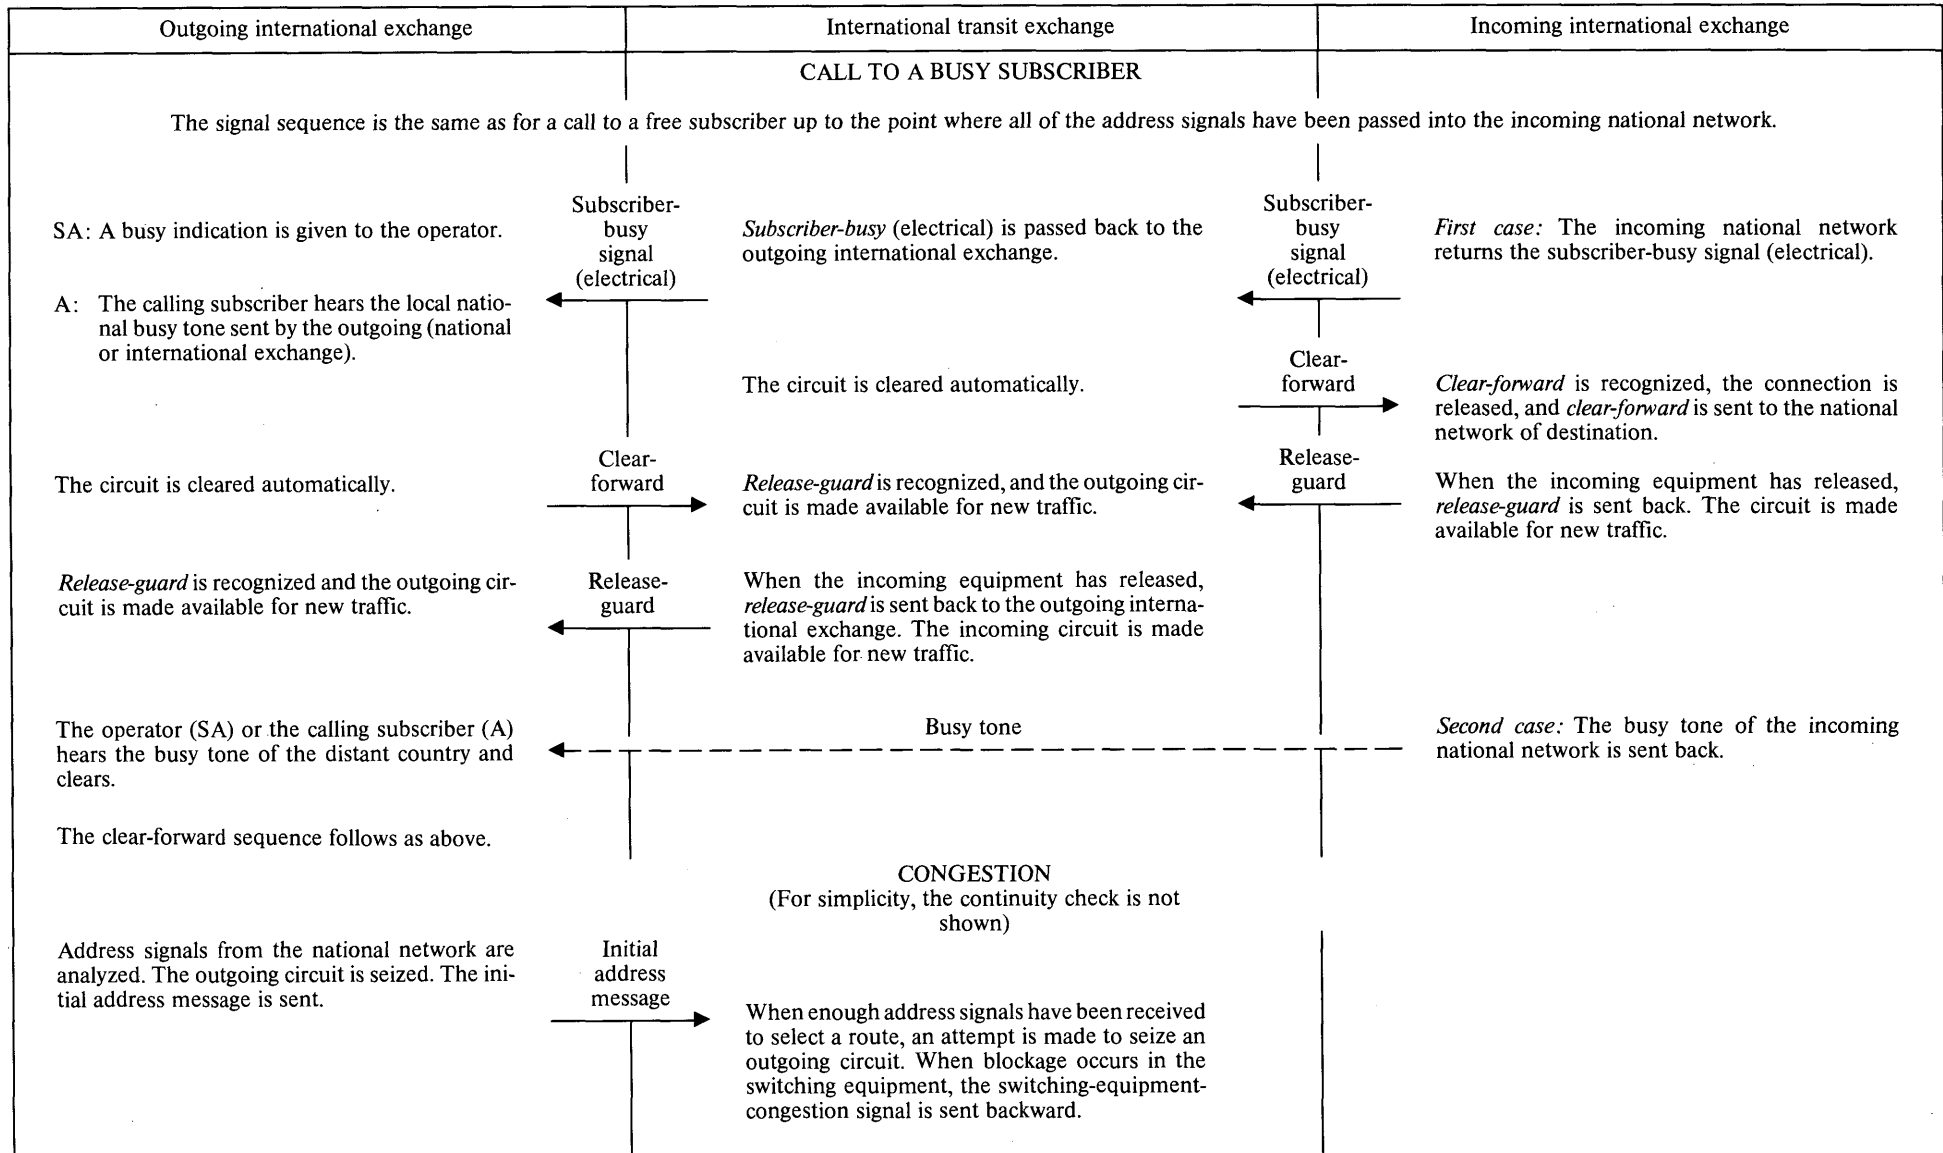 Outgoing international exchange
International transit exchange
Incoming international exchange
CALL TO A BUSY SUBSCRIBER
The signal sequence is the same as for a call to a free subscriber up to the point where all of the address signals have been passed into the incoming national network.
SA: A busy indication is given to the operator.
A: The calling subscriber hears the local natio-
nal busy tone sent by the outgoing (national
or international exchange).
Subscriber-
busy
signal
(electrical)
Subscriber-busy (electrical) is passed back to the
outgoing international exchange.
Subscriber-
busy
signal
(electrical)
First case: The incoming national network
returns the subscriber-busy signal (electrical).
The circuit is cleared automatically.
Clear-
forward
Clear-forward is recognized, the connection is
released, and clear-forward is sent to the national
network of destination.
The circuit is cleared automatically.
Clear-
forward
Release-guard is recognized, and the outgoing cir-
cuit is made available for new traffic.
Release-
guard
When the incoming equipment has released,
release-guard is sent back. The circuit is made
available for new traffic.
Release-guard is recognized and the outgoing cir-
cuit is made available for new traffic.
Release-
guard
When the incoming equipment has released,
release-guard is sent back to the outgoing interna-
tional exchange. The incoming circuit is made
available for new traffic.
The operator (SA) or the calling subscriber (A)
hears the busy tone of the distant country and
clears.
Busy tone
Second case: The busy tone of the incoming
national network is sent back.
The clear-forward sequence follows as above.
CONGESTION
(For simplicity, the continuity check is not
shown)
Address signals from the national network are
analyzed. The outgoing circuit is seized. The ini-
tial address message is sent.
Initial
address
message
When enough address signals have been received
to select a route, an attempt is made to seize an
outgoing circuit. When blockage occurs in the
switching equipment, the switching-equipment-
congestion signal is sent backward.